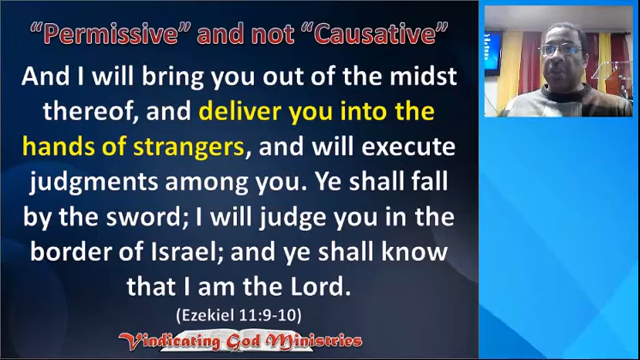 “Permissive” and not “Causative”
And I will bring you out of the midst
thereof, and deliver you into the
hands of strangers, and will execute
judgments among you. Ye shall fall
by the sword; I will judge you in the
border of Israel; and ye shall know
that I am the Lord.
(Ezekiel 11:9-10)
Vindicating God Ministries